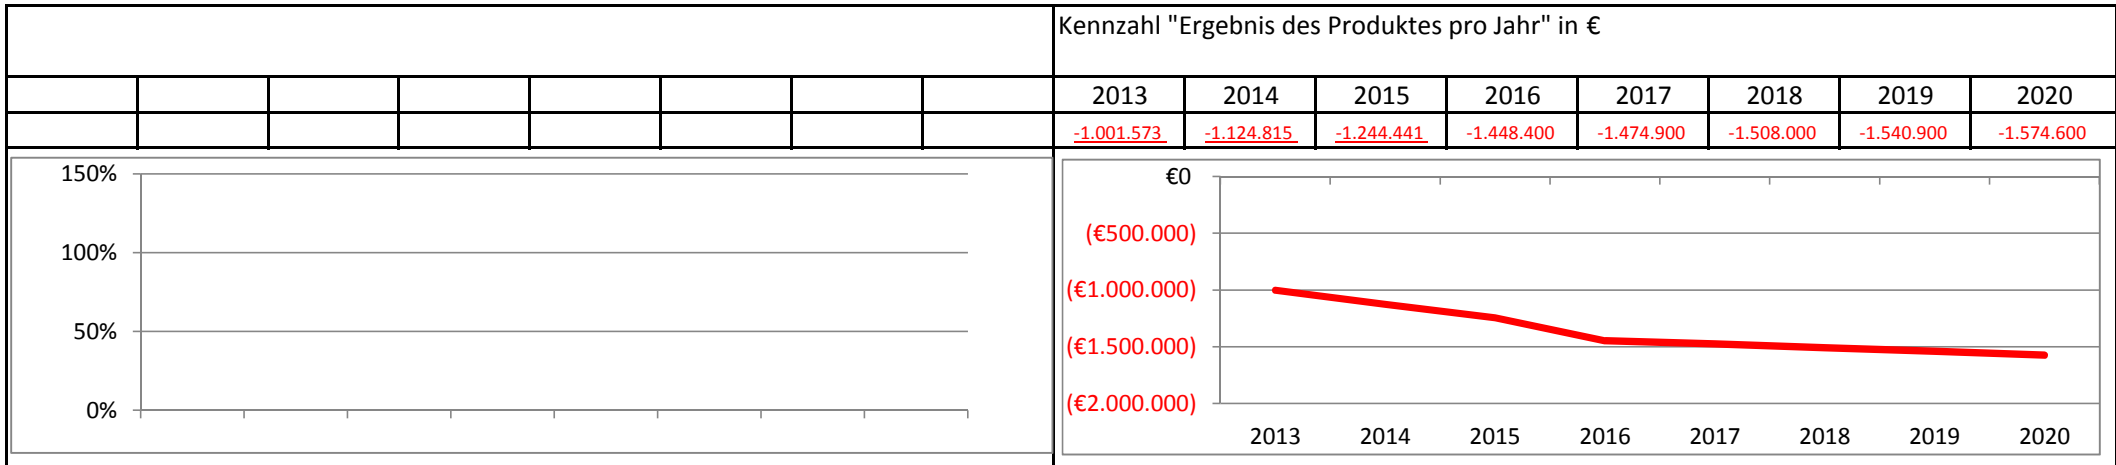 Kennzahl "Ergebnis des Produktes pro Jahr" in €
2013 2014 2015 2016 2017 2018 2019 2020
-1.001.573 -1.124.815 -1.244.441 -1.448.400 -1.474.900 -1.508.000 -1.540.900 -1.574.600
150%
100%
50%
0%
€0
(€500.000)
(€1.000.000)
(€1.500.000)
(€2.000.000)
2013 2014 2015 2016 2017 2018 2019 2020